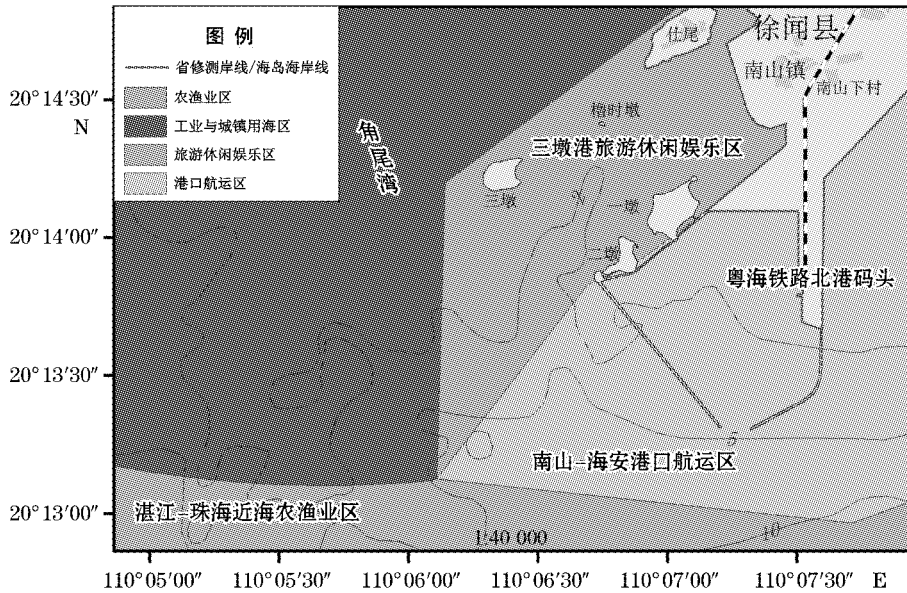 图 例
省修测岸线/海岛海岸线
农渔业区
工业与城镇用海区
旅游休闲娱乐区
港口航运区
仕尾
徐闻县
南山镇
南山下村
角尾湾
橹时墩
三墩港旅游休闲娱乐区
三墩
2
一墩
二墩
粤海铁路北港码头
5
南山-海安港口航运区
湛江-珠海近海农渔业区
10
1:40 000
20°14′30″
N
20°14′00″
20°13′30″
20°13′00″
110°05′00″ 110°05′30″ 110°06′00″ 110°06′30″ 110°07′00″ 110°07′30″ E